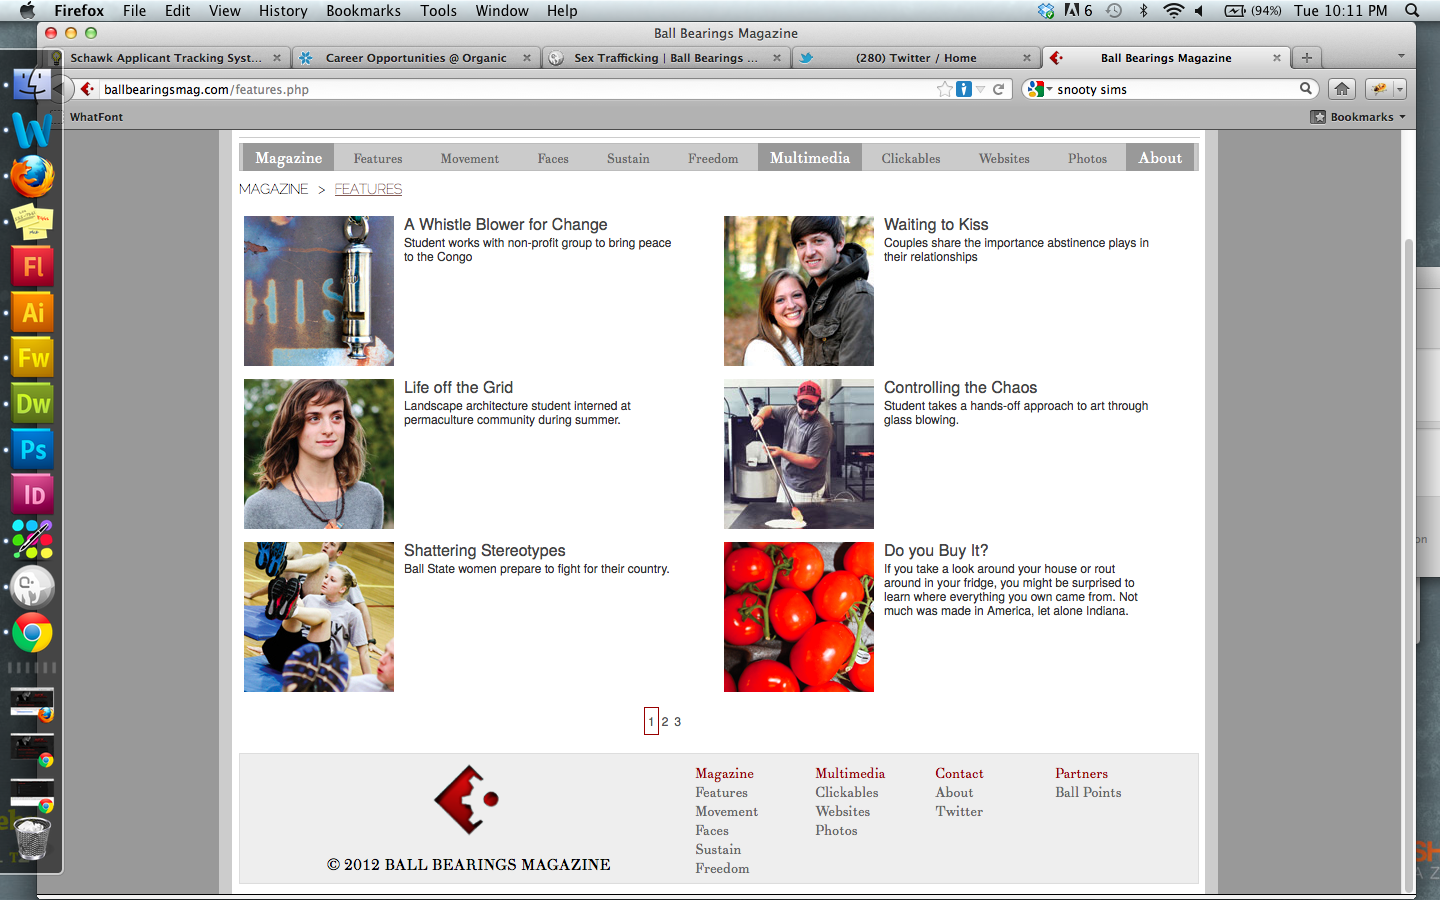 Firefox File Edit View History Bookmarks Tools Window Help
6 (94%) Tue 10:11 PM
Ball Bearings Magazine
Schawk Applicant Tracking Syst... Career Opportunities @ Organic Sex Trafficking | Ball Bearings ... (280) Twitter / Home Ball Bearings Magazine
ballbearingsmag.com/features.php snooty sims
WhatFont Bookmarks
Magazine Features Movement Faces Sustain Freedom Multimedia Clickables Websites Photos About
MAGAZINE > FEATURES
A Whistle Blower for Change
Student works with non-profit group to bring peace
to the Congo
Waiting to Kiss
Couples share the importance abstinence plays in
their relationships
HIS
Life off the Grid
Landscape architecture student interned at
permaculture community during summer.
Controlling the Chaos
Student takes a hands-off approach to art through
glass blowing.
Shattering Stereotypes
Ball State women prepare to fight for their country.
Do you Buy It?
If you take a look around your house or rout
around in your fridge, you might be surprised to
learn where everything you own came from. Not
much was made in America, let alone Indiana.
1 2 3
© 2012 BALL BEARINGS MAGAZINE
Magazine
Features
Movement
Faces
Sustain
Freedom
Multimedia
Clickables
Websites
Photos
Contact
About
Twitter
Partners
Ball Points
Fl
Ai
Fw
Dw
Ps
Id
on
SH
A Z